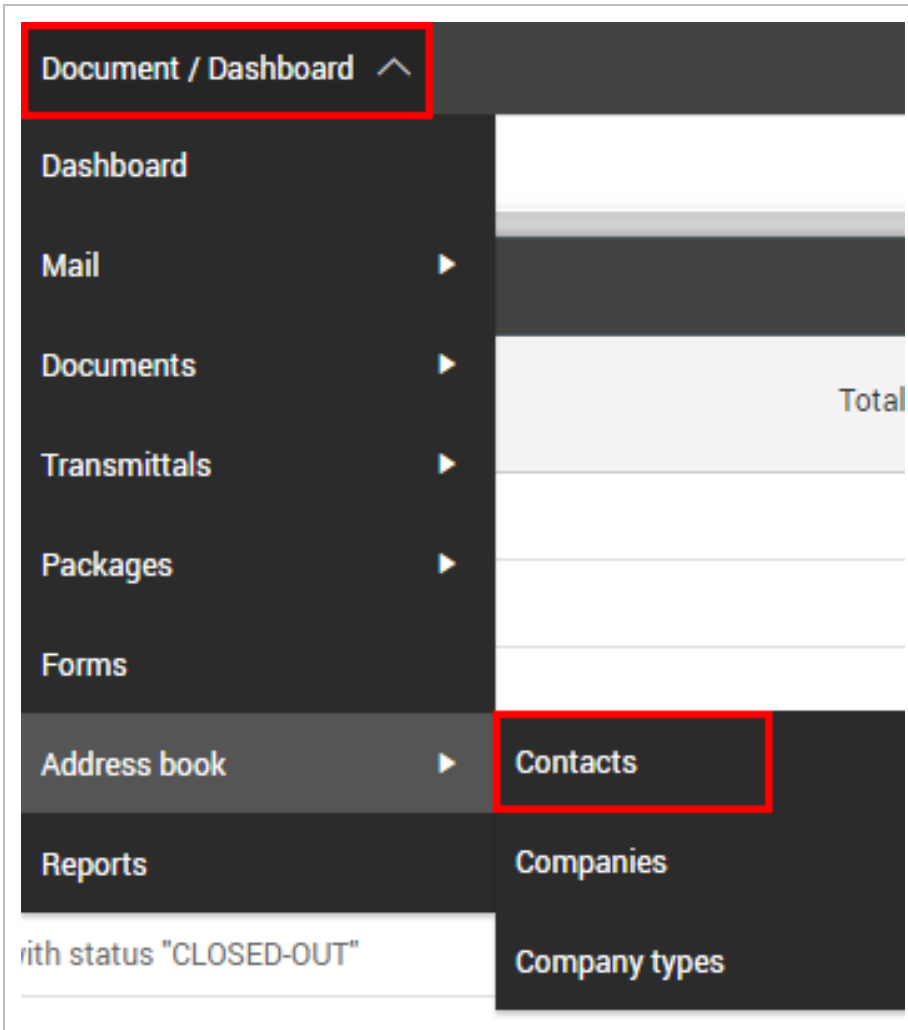 Document / Dashboard
Dashboard
Mail
Documents
Total
Transmittals
Packages
Forms
Address book
Contacts
Reports
Companies
with status "CLOSED-OUT"
Company types